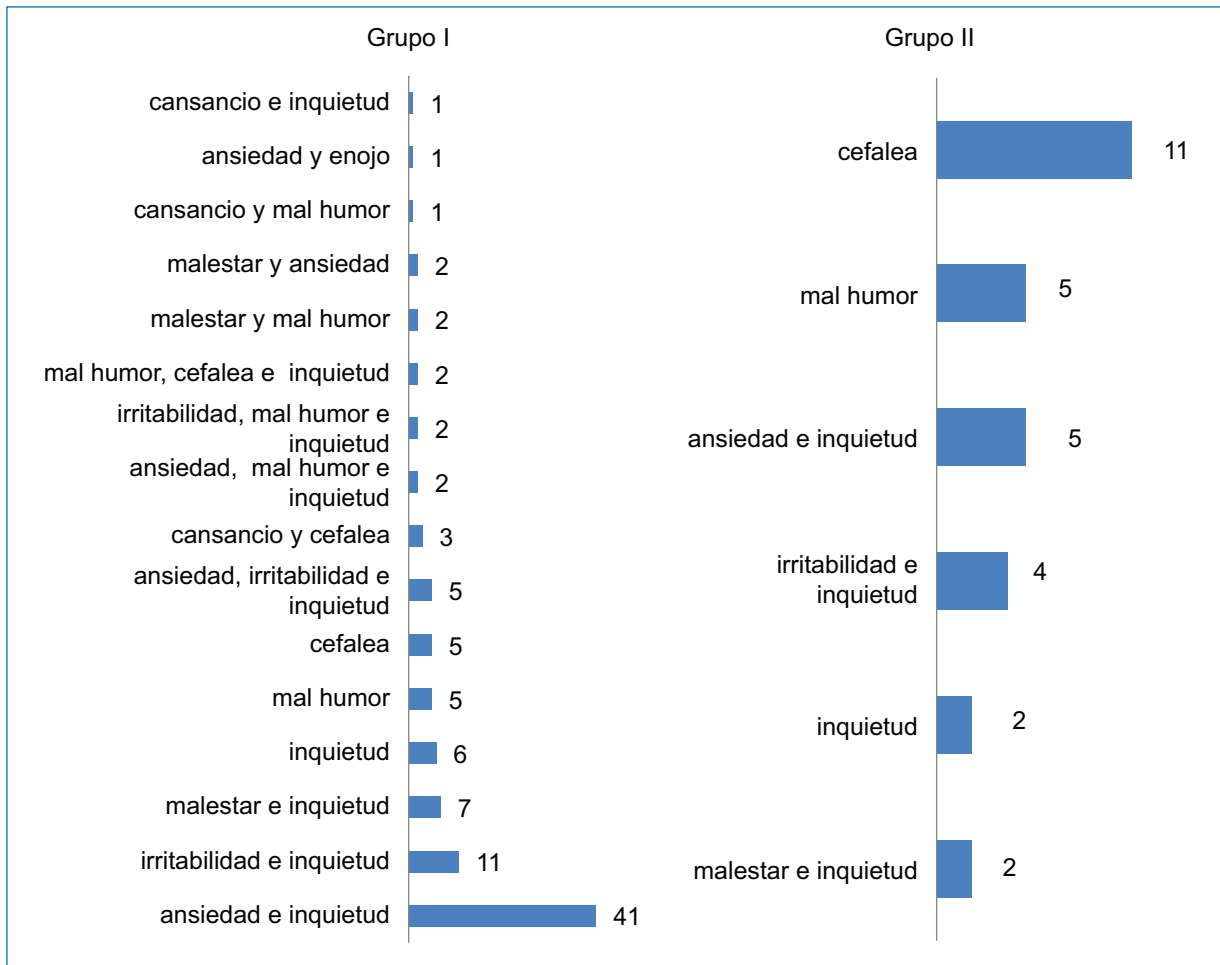 Grupo I
cansancio e inquietud 1
ansiedad y enojo 1
cansancio y mal humor 1
malestar y ansiedad 2
malestar y mal humor 2
mal humor, cefalea e inquietud 2
irritabilidad, mal humor e
inquietud 2
ansiedad, mal humor e
inquietud 2
cansancio y cefalea 3
ansiedad, irritabilidad e
inquietud 5
cefalea 5
mal humor 5
inquietud 6
malestar e inquietud 7
irritabilidad e inquietud 11
ansiedad e inquietud 41
Grupo II
cefalea 11
mal humor 5
ansiedad e inquietud 5
irritabilidad e
inquietud 4
inquietud 2
malestar e inquietud 2